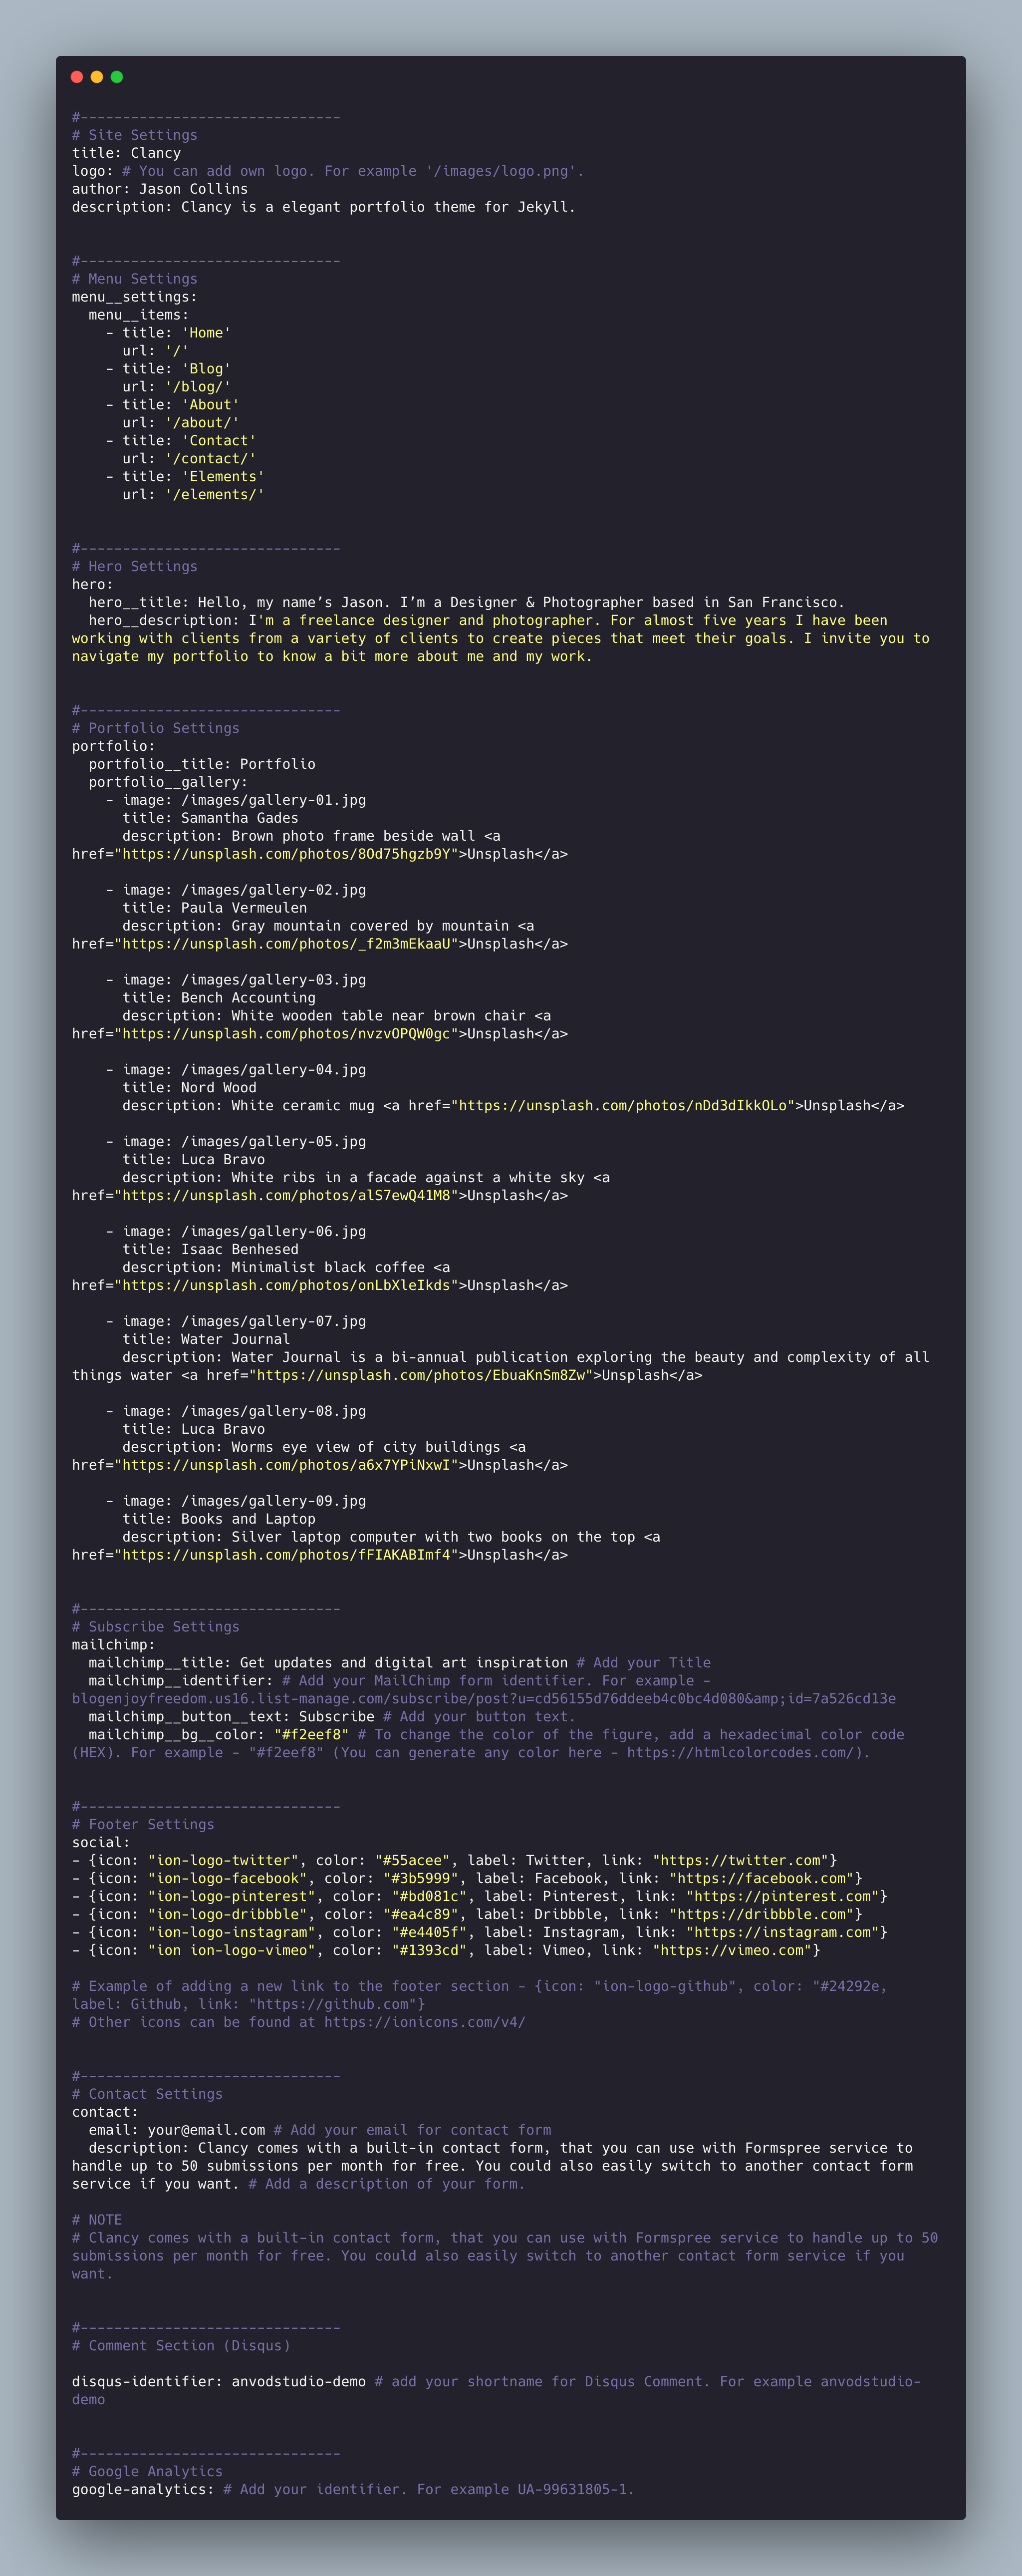 #-------------------------------
# Site Settings
title: Clancy
logo: # You can add own logo. For example '/images/logo.png'.
author: Jason Collins
description: Clancy is a elegant portfolio theme for Jekyll.
#-------------------------------
# Menu Settings
menu__settings:
  menu__items:
    - title: 'Home'
      url: '/'
    - title: 'Blog'
      url: '/blog/'
    - title: 'About'
      url: '/about/'
    - title: 'Contact'
      url: '/contact/'
    - title: 'Elements'
      url: '/elements/'
#-------------------------------
# Hero Settings
hero:
  hero__title: Hello, my name’s Jason. I’m a Designer & Photographer based in San Francisco.
  hero__description: I'm a freelance designer and photographer. For almost five years I have been
working with clients from a variety of clients to create pieces that meet their goals. I invite you to
navigate my portfolio to know a bit more about me and my work.
#-------------------------------
# Portfolio Settings
portfolio:
  portfolio__title: Portfolio
  portfolio__gallery:
    - image: /images/gallery-01.jpg
      title: Samantha Gades
      description: Brown photo frame beside wall <a
href="https://unsplash.com/photos/8Od75hgzb9Y">Unsplash</a>
    - image: /images/gallery-02.jpg
      title: Paula Vermeulen
      description: Gray mountain covered by mountain <a
href="https://unsplash.com/photos/_f2m3mEkaaU">Unsplash</a>
    - image: /images/gallery-03.jpg
      title: Bench Accounting
      description: White wooden table near brown chair <a
href="https://unsplash.com/photos/nvzvOPQW0gc">Unsplash</a>
    - image: /images/gallery-04.jpg
      title: Nord Wood
      description: White ceramic mug <a href="https://unsplash.com/photos/nDd3dIkkOLo">Unsplash</a>
    - image: /images/gallery-05.jpg
      title: Luca Bravo
      description: White ribs in a facade against a white sky <a
href="https://unsplash.com/photos/alS7ewQ41M8">Unsplash</a>
    - image: /images/gallery-06.jpg
      title: Isaac Benhesed
      description: Minimalist black coffee <a
href="https://unsplash.com/photos/onLbXleIkds">Unsplash</a>
    - image: /images/gallery-07.jpg
      title: Water Journal
      description: Water Journal is a bi-annual publication exploring the beauty and complexity of all
things water <a href="https://unsplash.com/photos/EbuaKnSm8Zw">Unsplash</a>
    - image: /images/gallery-08.jpg
      title: Luca Bravo
      description: Worms eye view of city buildings <a
href="https://unsplash.com/photos/a6x7YPiNxwI">Unsplash</a>
    - image: /images/gallery-09.jpg
      title: Books and Laptop
      description: Silver laptop computer with two books on the top <a
href="https://unsplash.com/photos/fFIAKABImf4">Unsplash</a>
#-------------------------------
# Subscribe Settings
mailchimp:
  mailchimp__title: Get updates and digital art inspiration # Add your Title
  mailchimp__identifier: # Add your MailChimp form identifier. For example -
blogenjoyfreedom.us16.list-manage.com/subscribe/post?u=cd56155d76ddeeb4c0bc4d080&amp;id=7a526cd13e
  mailchimp__button__text: Subscribe # Add your button text.
  mailchimp__bg__color: "#f2eef8" # To change the color of the figure, add a hexadecimal color code
(HEX). For example - "#f2eef8" (You can generate any color here - https://htmlcolorcodes.com/).
#-------------------------------
# Footer Settings
social:
- {icon: "ion-logo-twitter", color: "#55acee", label: Twitter, link: "https://twitter.com"}
- {icon: "ion-logo-facebook", color: "#3b5999", label: Facebook, link: "https://facebook.com"}
- {icon: "ion-logo-pinterest", color: "#bd081c", label: Pinterest, link: "https://pinterest.com"}
- {icon: "ion-logo-dribbble", color: "#ea4c89", label: Dribbble, link: "https://dribbble.com"}
- {icon: "ion-logo-instagram", color: "#e4405f", label: Instagram, link: "https://instagram.com"}
- {icon: "ion ion-logo-vimeo", color: "#1393cd", label: Vimeo, link: "https://vimeo.com"}
# Example of adding a new link to the footer section - {icon: "ion-logo-github", color: "#24292e,
label: Github, link: "https://github.com"}
# Other icons can be found at https://ionicons.com/v4/
#-------------------------------
# Contact Settings
contact:
  email: your@email.com # Add your email for contact form
  description: Clancy comes with a built-in contact form, that you can use with Formspree service to
handle up to 50 submissions per month for free. You could also easily switch to another contact form
service if you want. # Add a description of your form.
# NOTE
# Clancy comes with a built-in contact form, that you can use with Formspree service to handle up to 50
submissions per month for free. You could also easily switch to another contact form service if you
want.
#-------------------------------
# Comment Section (Disqus)
disqus-identifier: anvodstudio-demo # add your shortname for Disqus Comment. For example anvodstudio-
demo
#-------------------------------
# Google Analytics
google-analytics: # Add your identifier. For example UA-99631805-1.